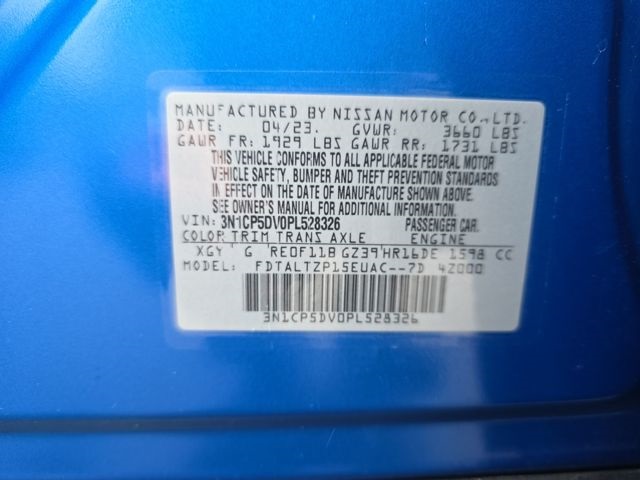 MANUFACTURED BY NISSAN MOTOR CO., LTD.
DATE: 04/23. GVWR: 3660 LBS
GAWR FR: 1929 LBS GAWR RR: 1731 LBS
THIS VEHICLE CONFORMS TO ALL APPLICABLE FEDERAL MOTOR
VEHICLE SAFETY, BUMPER AND THEFT PREVENTION STANDARDS
IN EFFECT ON THE DATE OF MANUFACTURE SHOWN ABOVE.
SEE OWNER'S MANUAL FOR ADDITIONAL INFORMATION.
VIN: 3N1CP5DV0PL528326 PASSENGER CAR.
COLOR TRIM TRANS AXLE ENGINE
XGY G RE0F11B GZ39 HR16DE 1598 CC
MODEL: FDTALTZP15EUAC--7D 4Z000
3N1CP5DV0PL528326